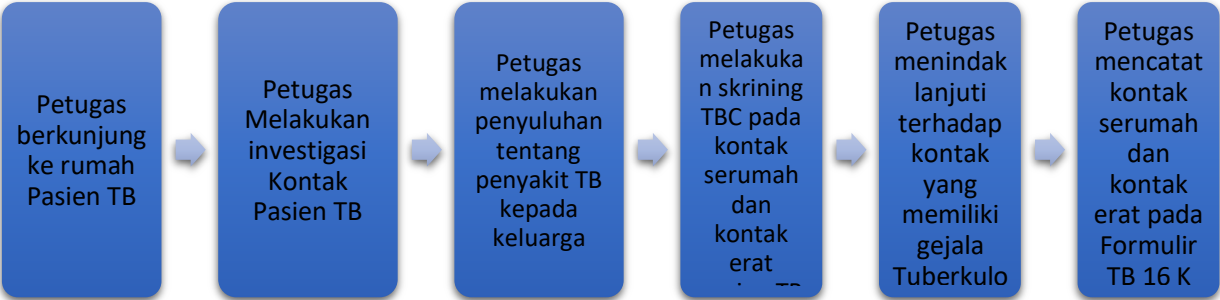 Petugas
berkunjung
ke rumah
Pasien TB
Petugas
Melakukan
investigasi
Kontak
Pasien TB
Petugas
melakukan
penyuluhan
tentang
penyakit TB
kepada
keluarga
Petugas
melakuka
n skrining
TBC pada
kontak
serumah
dan
kontak
erat
Petugas
menindak
lanjuti
terhadap
kontak
yang
memiliki
gejala
Tuberkulo
Petugas
mencatat
kontak
serumah
dan
kontak
erat pada
Formulir
TB 16 K